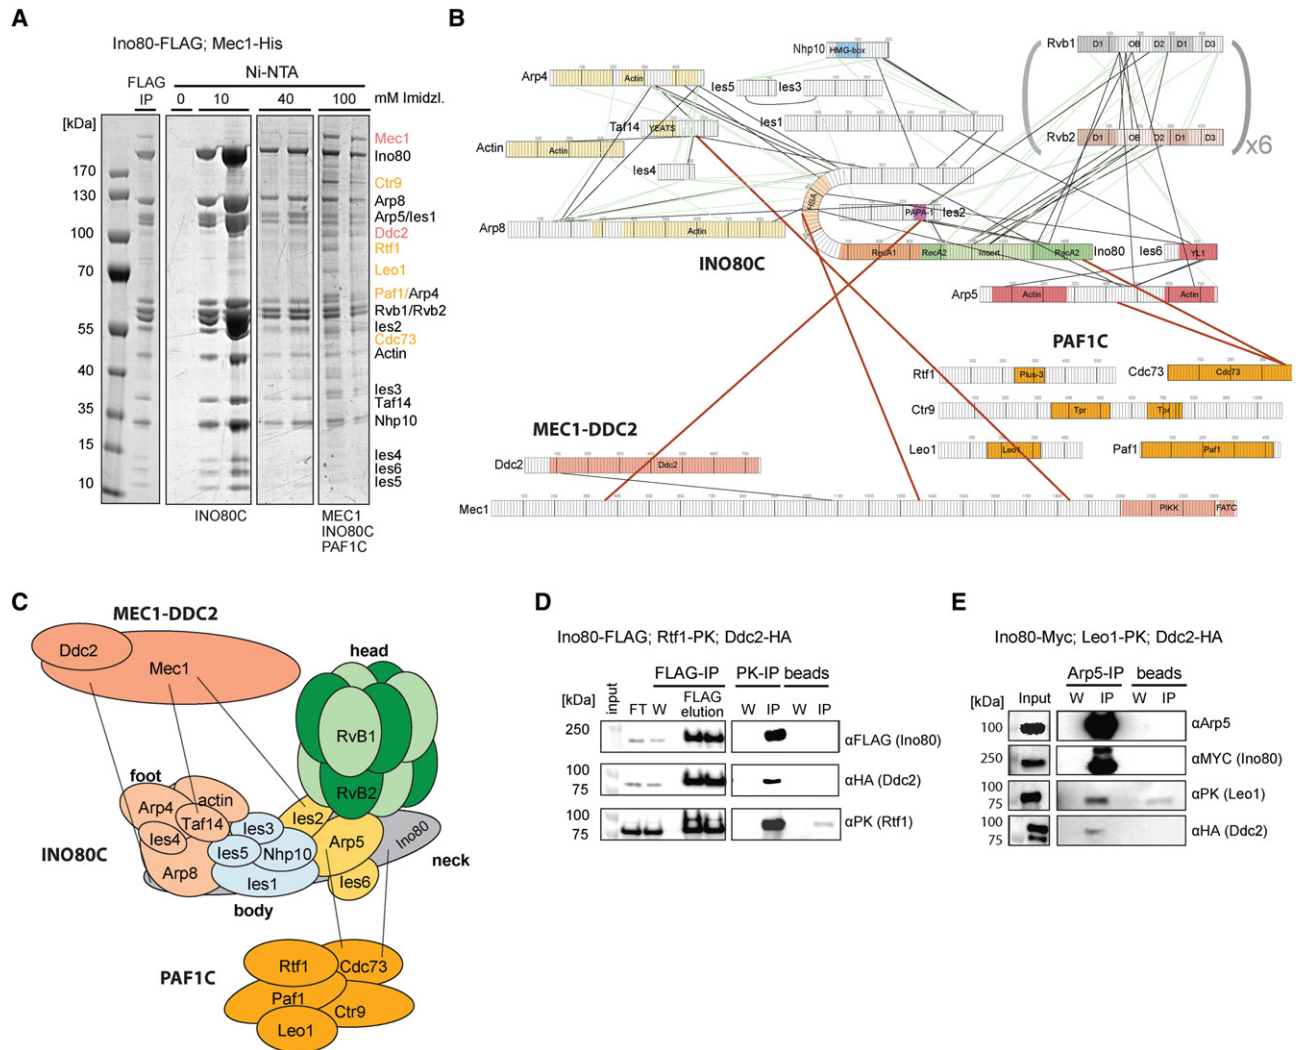 A
Ino80-FLAG; Mec1-His
FLAG IP
Ni-NTA
0 10 40 100 mM Imidzl.
[kDa]
170
130
100
70
55
40
35
15
10
Mec1
Ino80
Ctr9
Arp8
Arp5/Ies1
Ddc2
Rtf1
Leo1
Paf1/Arp4
Rvb1/Rvb2
Ies2
Cdc73
Actin
Ies3
Taf14
Nhp10
Ies4
Ies6
Ies5
INO80C
MEC1
INO80C
PAF1C
B
Nhp10 HMG-box
Rvb1 D1 OB D2 D1 D3
Arp4 Actin
Ies5 Ies3
Taf14 YEATS
Ies1
Rvb2 D1 OB D2 D1 D3
x6
Actin Actin
Ies4
HSA
PAPA-1 Ies2
Arp8 Actin
RecA1 RecA2 Insert RecA2 Ino80
Ies6 YL1
INO80C
Arp5 Actin Actin
PAF1C
Rtf1 Plus-3
Cdc73 Cdc73
Ctr9 Tpr Tpr
MEC1-DDC2
Leo1 Leo1
Paf1 Paf1
Ddc2 Ddc2
Mec1 PIKK FATC
C
MEC1-DDC2
Ddc2
Mec1
head
RvB1
RvB2
foot
Arp4
actin
Taf14
Ies4
Arp8
Ies3
Ies5
Nhp10
Ies1
Ies2
Arp5
Ies6
Ino80
INO80C
neck
body
PAF1C
Rtf1
Cdc73
Paf1
Ctr9
Leo1
D
Ino80-FLAG; Rtf1-PK; Ddc2-HA
FLAG-IP PK-IP beads
[kDa] input FT W FLAG elution W IP W IP
250 αFLAG (Ino80)
100
75 αHA (Ddc2)
100
75 αPK (Rtf1)
E
Ino80-Myc; Leo1-PK; Ddc2-HA
Arp5-IP beads
[kDa] Input W IP W IP
100 αArp5
250 αMYC (Ino80)
100
75 αPK (Leo1)
100
75 αHA (Ddc2)